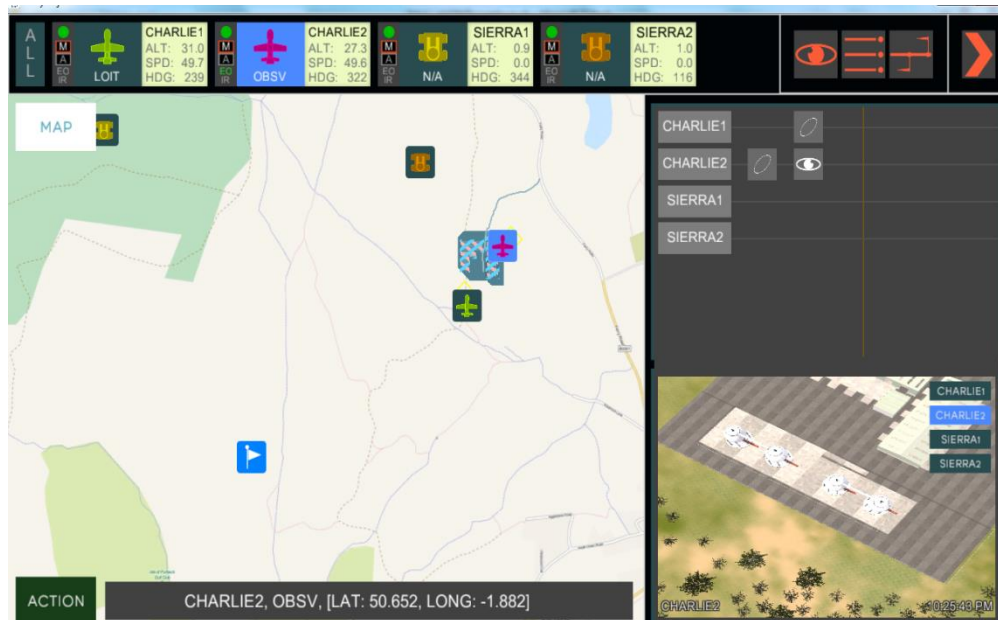 ALL
M
A
EO
IR
LOIT
CHARLIE1
ALT: 31.0
SPD: 49.7
HDG: 239
M
A
EO
IR
OBSV
CHARLIE2
ALT: 27.3
SPD: 49.6
HDG: 322
M
A
EO
IR
N/A
SIERRA1
ALT: 0.9
SPD: 0.0
HDG: 344
M
A
EO
IR
N/A
SIERRA2
ALT: 1.0
SPD: 0.0
HDG: 116
MAP
CHARLIE1
CHARLIE2
SIERRA1
SIERRA2
CHARLIE1
CHARLIE2
SIERRA1
SIERRA2
CHARLIE2
10:25:43 PM
ACTION
CHARLIE2, OBSV, [LAT: 50.652, LONG: -1.882]